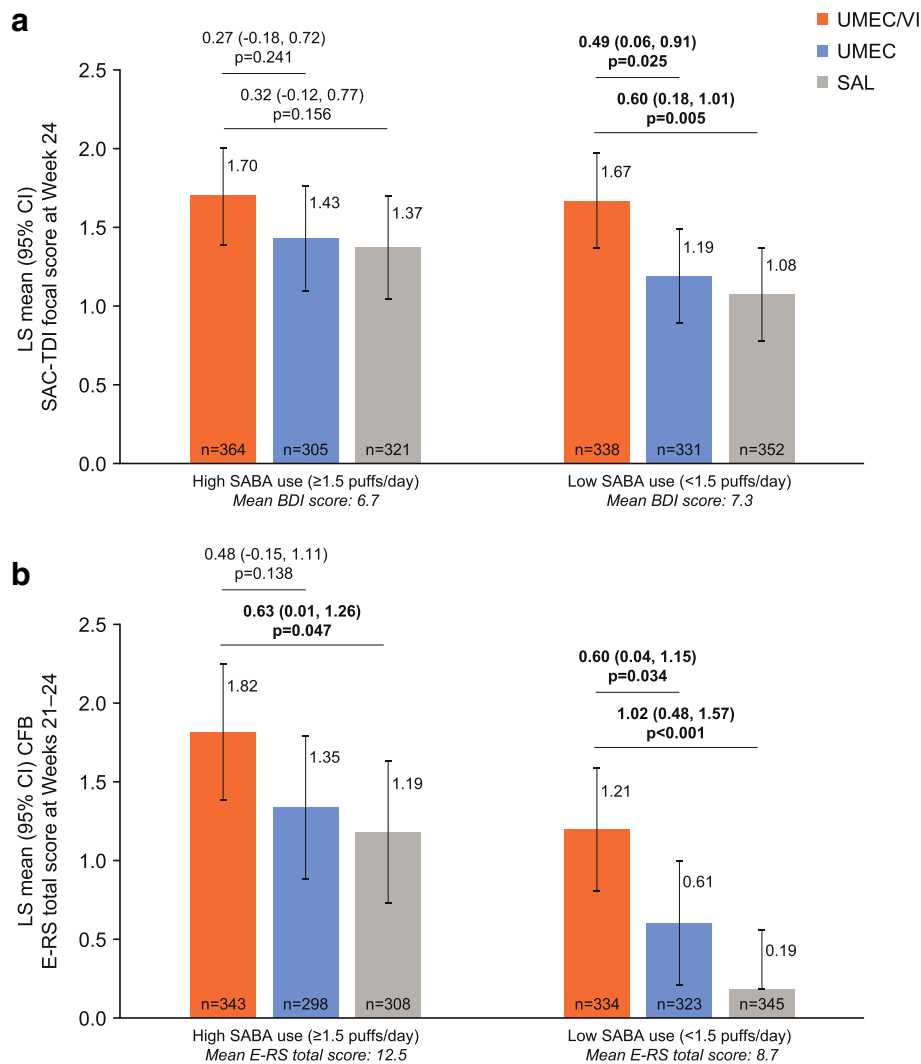 a
UMEC/VI
UMEC
SAL
0.27 (-0.18, 0.72)
p=0.241
0.32 (-0.12, 0.77)
p=0.156
0.49 (0.06, 0.91)
p=0.025
0.60 (0.18, 1.01)
p=0.005
LS mean (95% CI)
SAC-TDI focal score at Week 24
2.5
2.0
1.5
1.0
0.5
0.0
1.70
1.43
1.37
1.67
1.19
1.08
n=364
n=305
n=321
n=338
n=331
n=352
High SABA use (≥1.5 puffs/day)
Mean BDI score: 6.7
Low SABA use (<1.5 puffs/day)
Mean BDI score: 7.3
b
0.48 (-0.15, 1.11)
p=0.138
0.63 (0.01, 1.26)
p=0.047
0.60 (0.04, 1.15)
p=0.034
1.02 (0.48, 1.57)
p<0.001
LS mean (95% CI) CFB
E-RS total score at Weeks 21–24
2.5
2.0
1.5
1.0
0.5
0.0
1.82
1.35
1.19
1.21
0.61
0.19
n=343
n=298
n=308
n=334
n=323
n=345
High SABA use (≥1.5 puffs/day)
Mean E-RS total score: 12.5
Low SABA use (<1.5 puffs/day)
Mean E-RS total score: 8.7